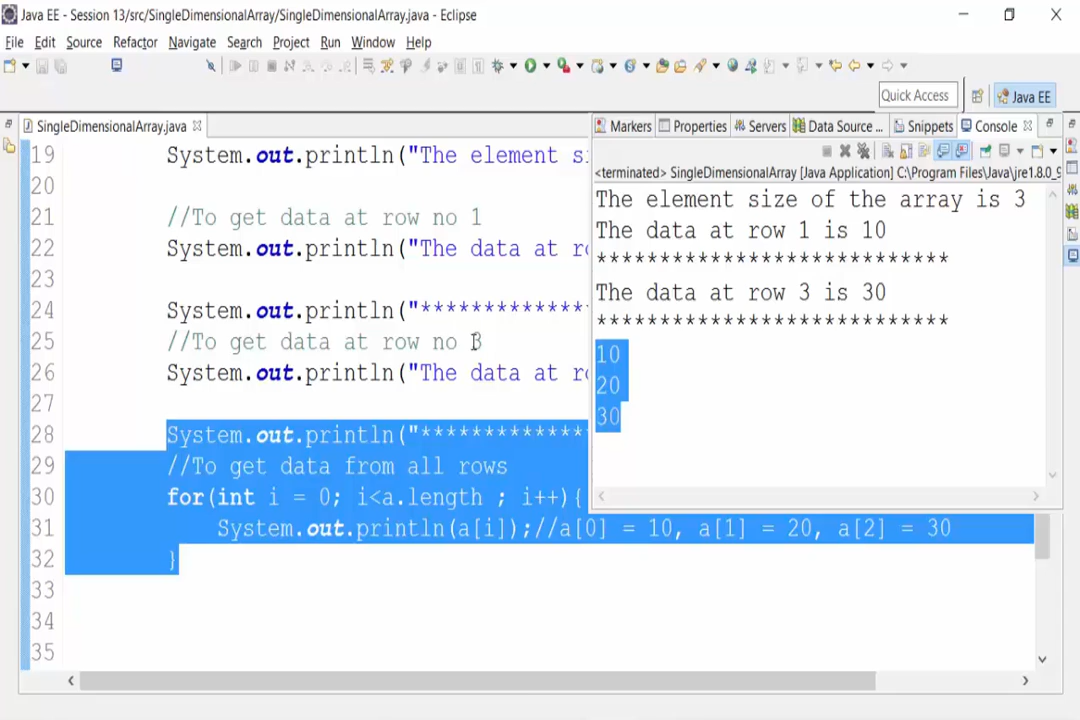 Java EE - Session 13/src/SingleDimensionalArray/SingleDimensionalArray.java - Eclipse
File Edit Source Refactor Navigate Search Project Run Window Help
Quick Access
Java EE
SingleDimensionalArray.java
19 System.out.println("The element si
20
21 //To get data at row no 1
22 System.out.println("The data at ro
23
24 System.out.println("*************
25 //To get data at row no 3
26 System.out.println("The data at ro
27
28 System.out.println("*************
29 //To get data from all rows
30 for(int i = 0; i<a.length ; i++){
31 System.out.println(a[i]);//a[0] = 10, a[1] = 20, a[2] = 30
32 }
33
34
35
Markers Properties Servers Data Source ... Snippets Console
<terminated> SingleDimensionalArray [Java Application] C:\Program Files\Java\jre1.8.0_9
The element size of the array is 3
The data at row 1 is 10
****************************
The data at row 3 is 30
****************************
10
20
30